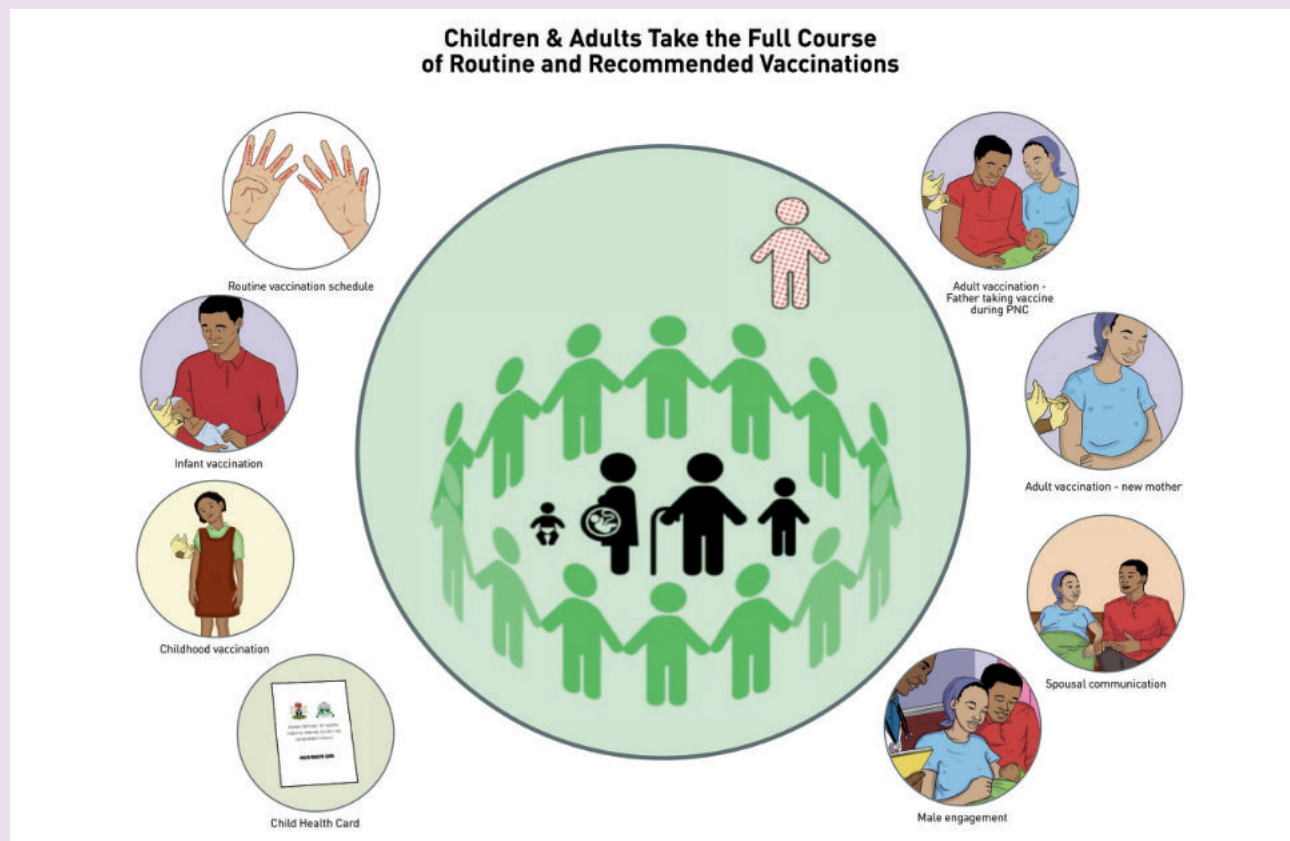 Children & Adults Take the Full Course
of Routine and Recommended Vaccinations
Routine vaccination schedule
Infant vaccination
Childhood vaccination
Child Health Card
Adult vaccination -
Father taking vaccine
during PNC
Adult vaccination - new mother
Spousal communication
Male engagement